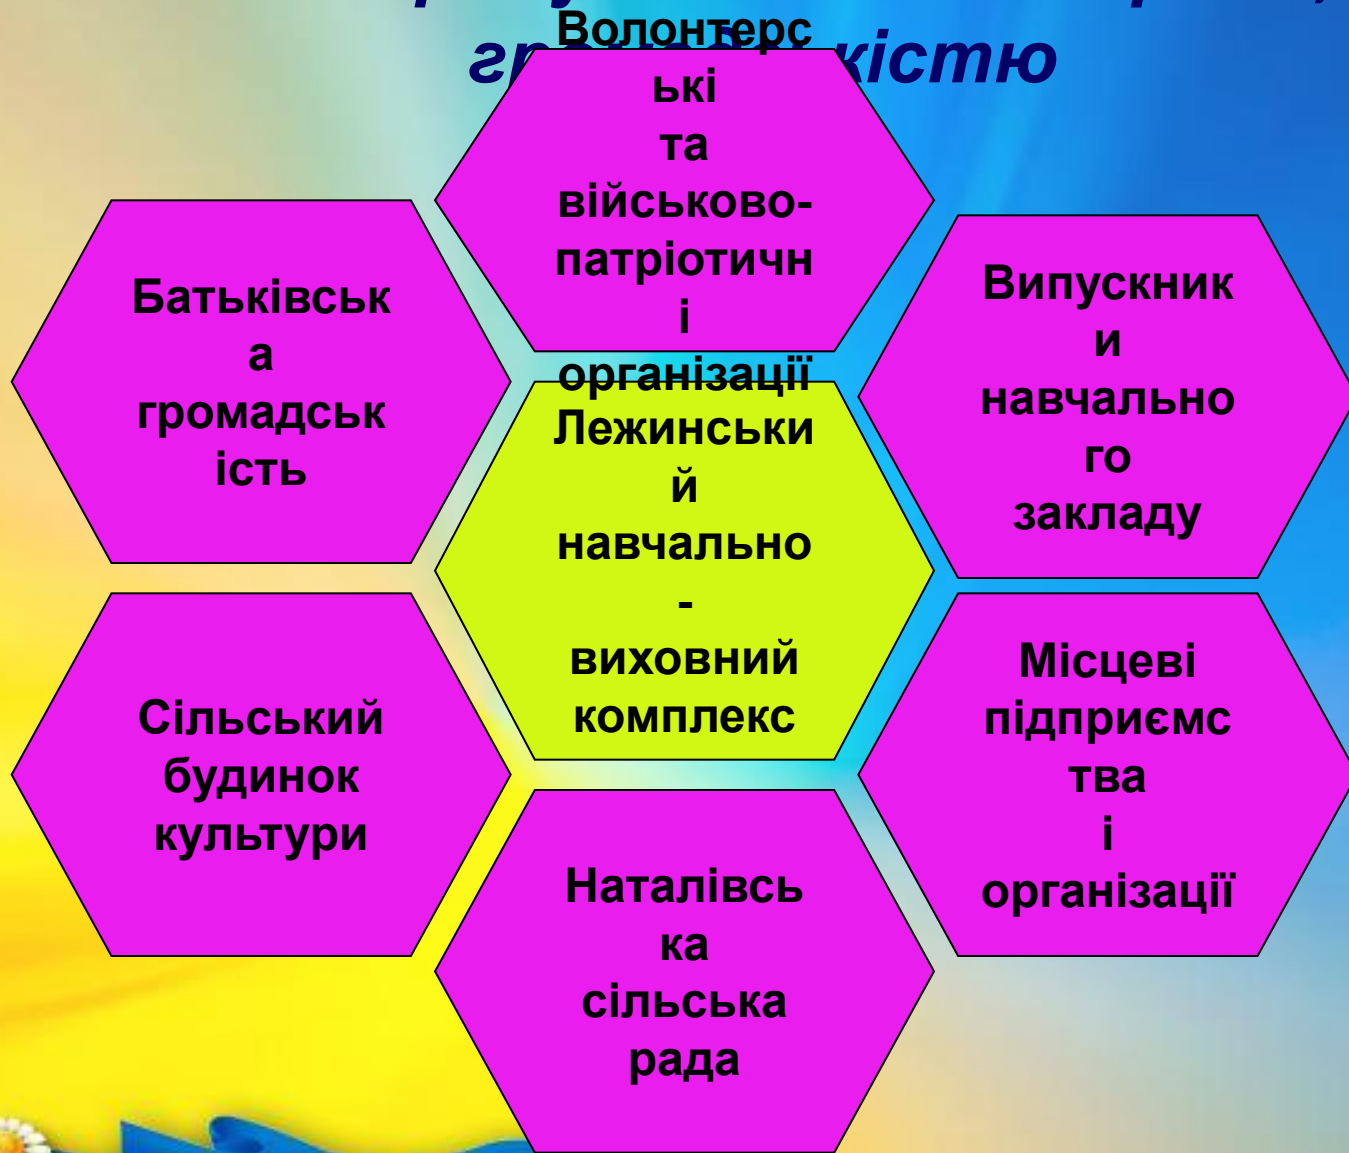 Волонтерс
ькі
та
військово-
патріотичн
і
організації
Батьківськ
а
громадськ
ість
Випускник
и
навчально
го
закладу
Лежинськи
й
навчально
-
виховний
комплекс
Сільський
будинок
культури
Місцеві
підприємс
тва
і
організації
Наталівсь
ка
сільська
рада